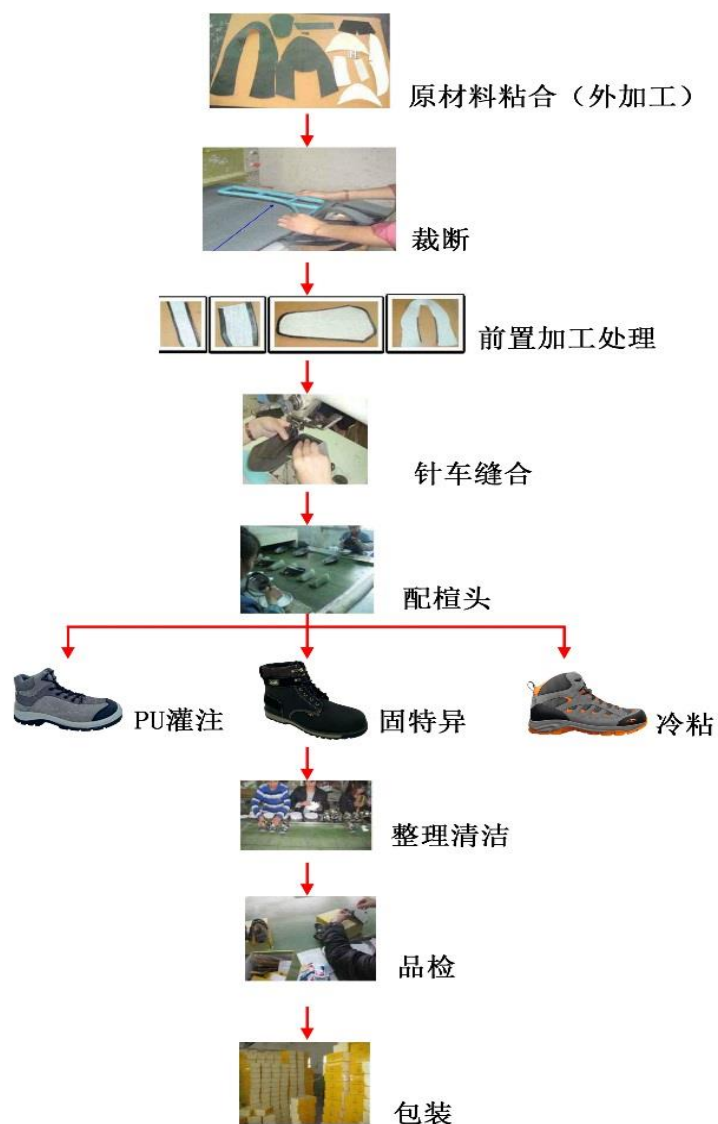 原材料粘合（外加工）
裁断
前置加工处理
针车缝合
配楦头
PU灌注
固特异
冷粘
整理清洁
品检
包装